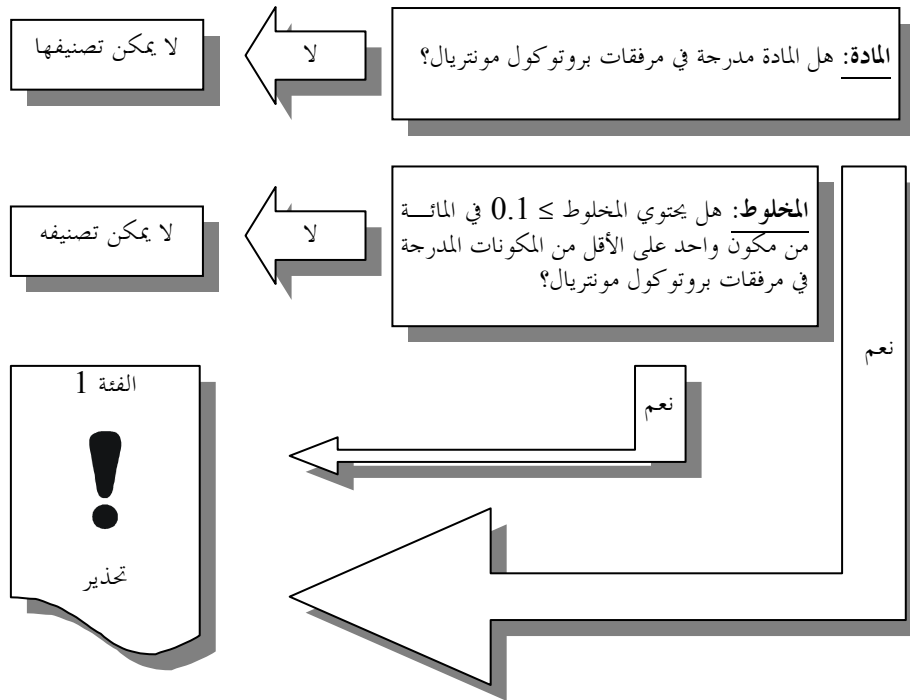 المادة: هل المادة مدرجة في مرفقات بروتوكول مونتريال؟
لا
لا يمكن تصنيفها
المخلوط: هل يحتوي المخلوط ≥ 0.1 في المائة
من مكون واحد على الأقل من المكونات المدرجة
في مرفقات بروتوكول مونتريال؟
لا
لا يمكن تصنيفه
نعم
نعم
الفئة 1
تحذير